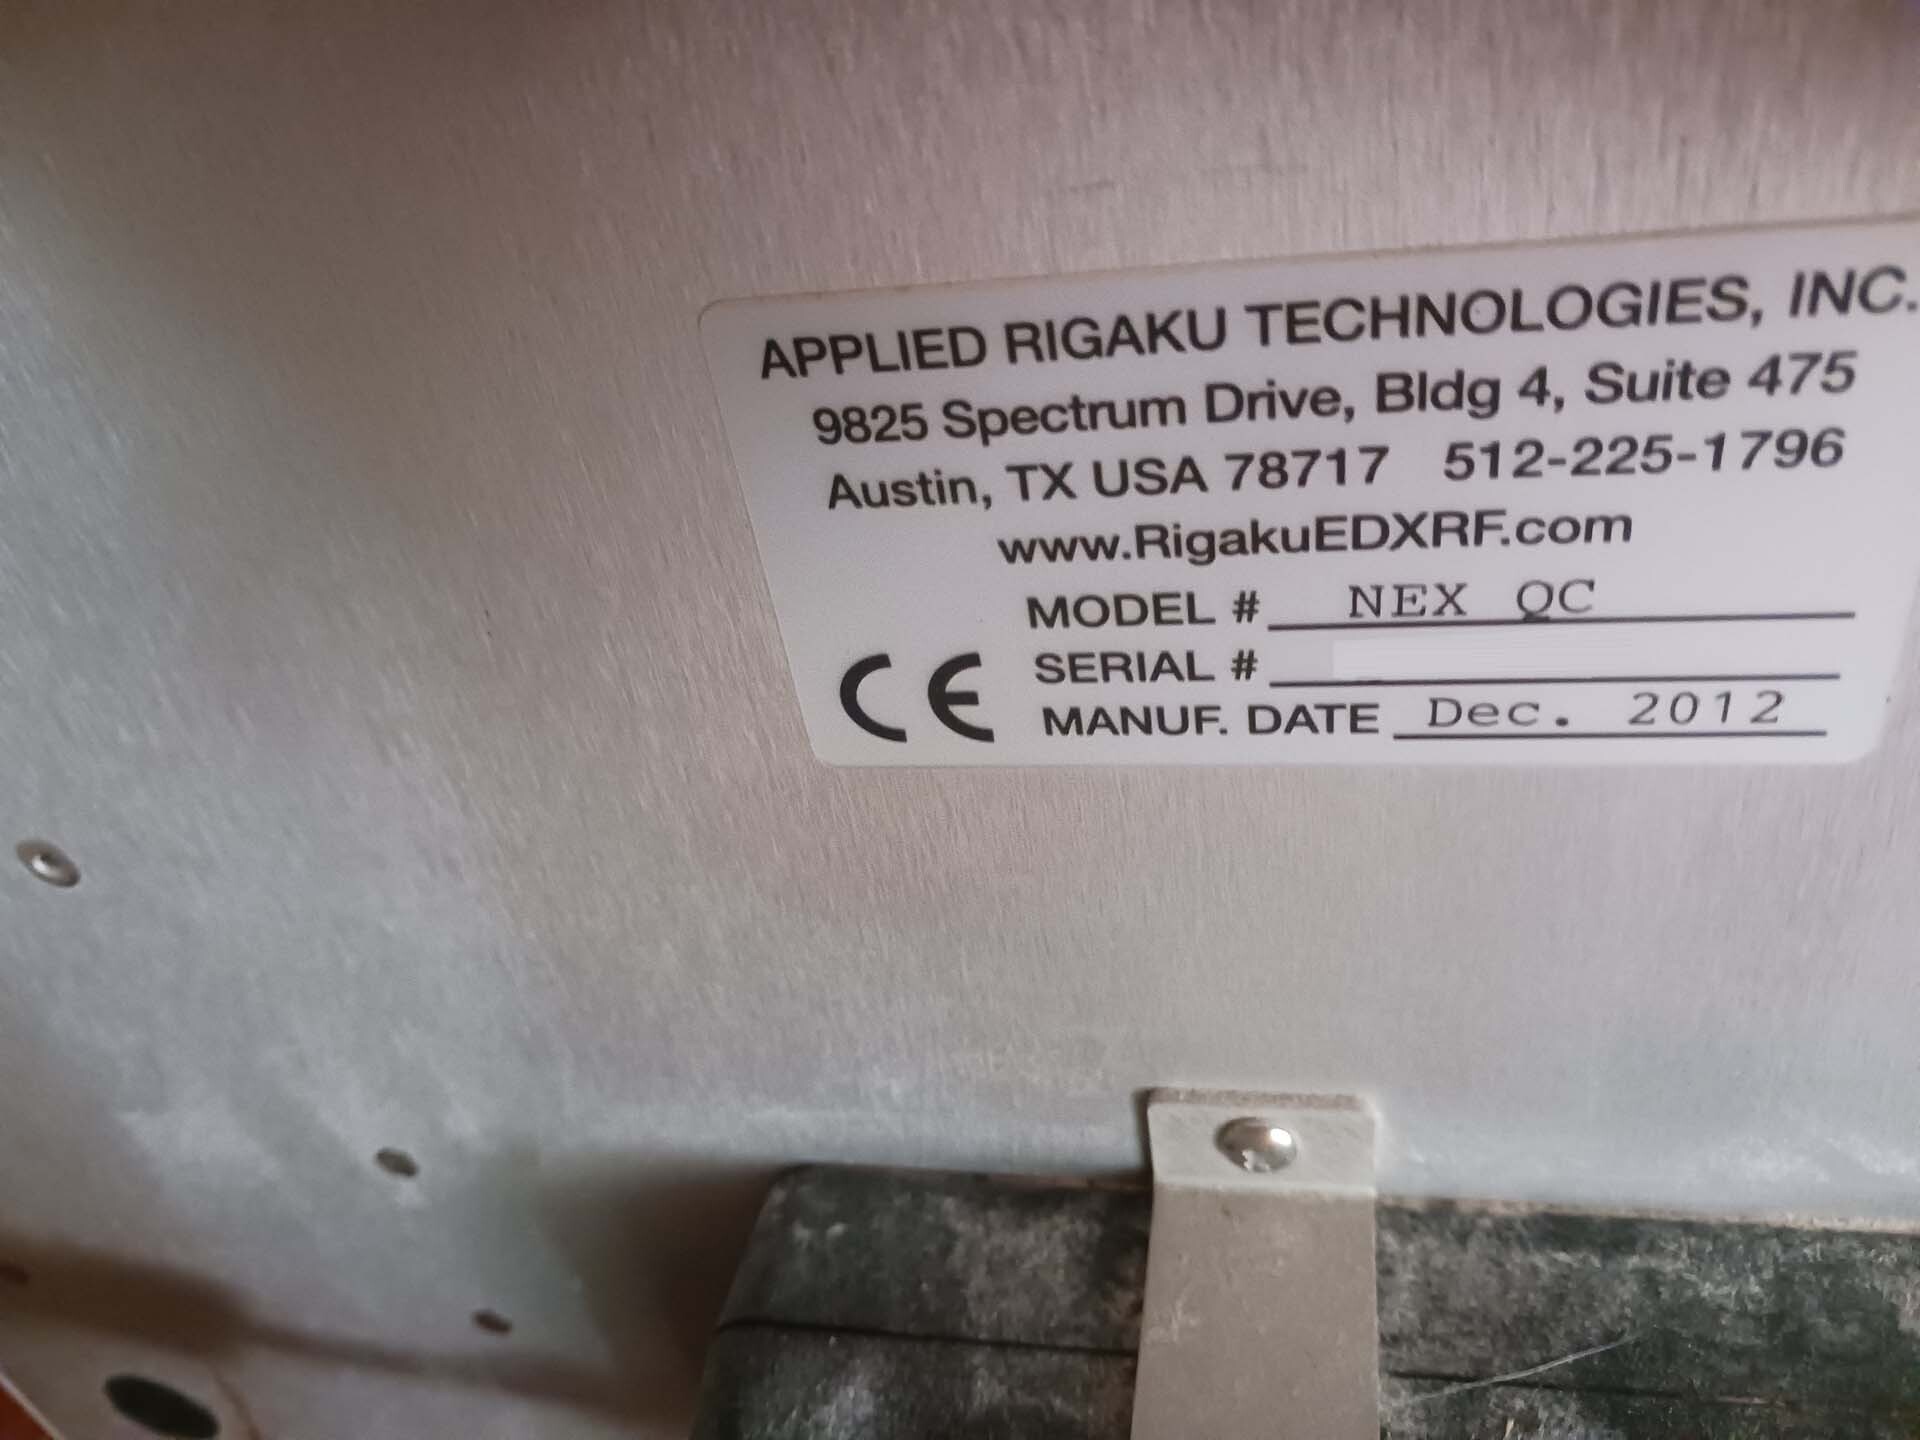 APPLIED RIGAKU TECHNOLOGIES, INC.
9825 Spectrum Drive, Bldg 4, Suite 475
Austin, TX USA 78717 512-225-1796
www.RigakuEDXRF.com
MODEL # NEX QC
SERIAL #
MANUF. DATE Dec. 2012
CE